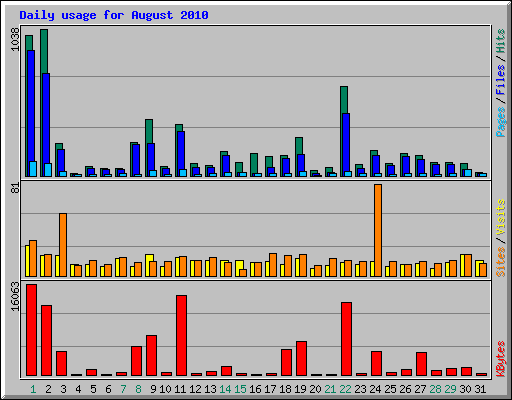 Daily usage for August 2010
1038
Pages / Files / Hits
81
Sites / Visits
16063
KBytes
1 2 3 4 5 6 7 8 9 10 11 12 13 14 15 16 17 18 19 20 21 22 23 24 25 26 27 28 29 30 31